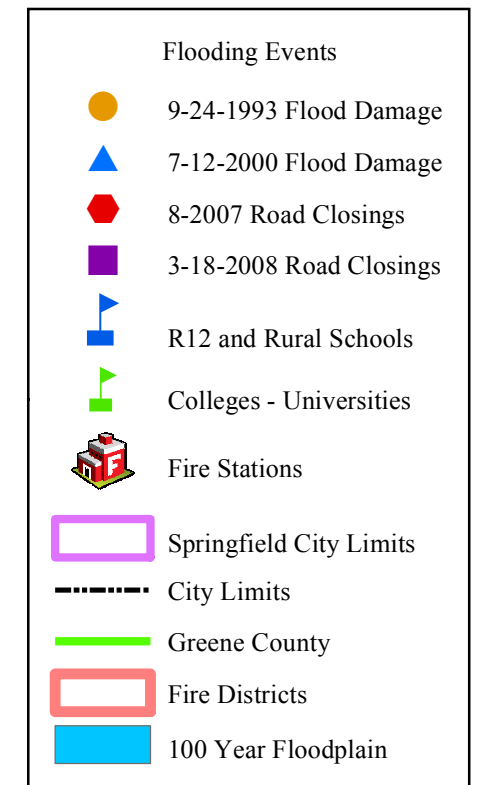 Flooding Events
9-24-1993 Flood Damage
7-12-2000 Flood Damage
8-2007 Road Closings
3-18-2008 Road Closings
R12 and Rural Schools
Colleges - Universities
F
Fire Stations
Springfield City Limits
City Limits
Greene County
Fire Districts
100 Year Floodplain